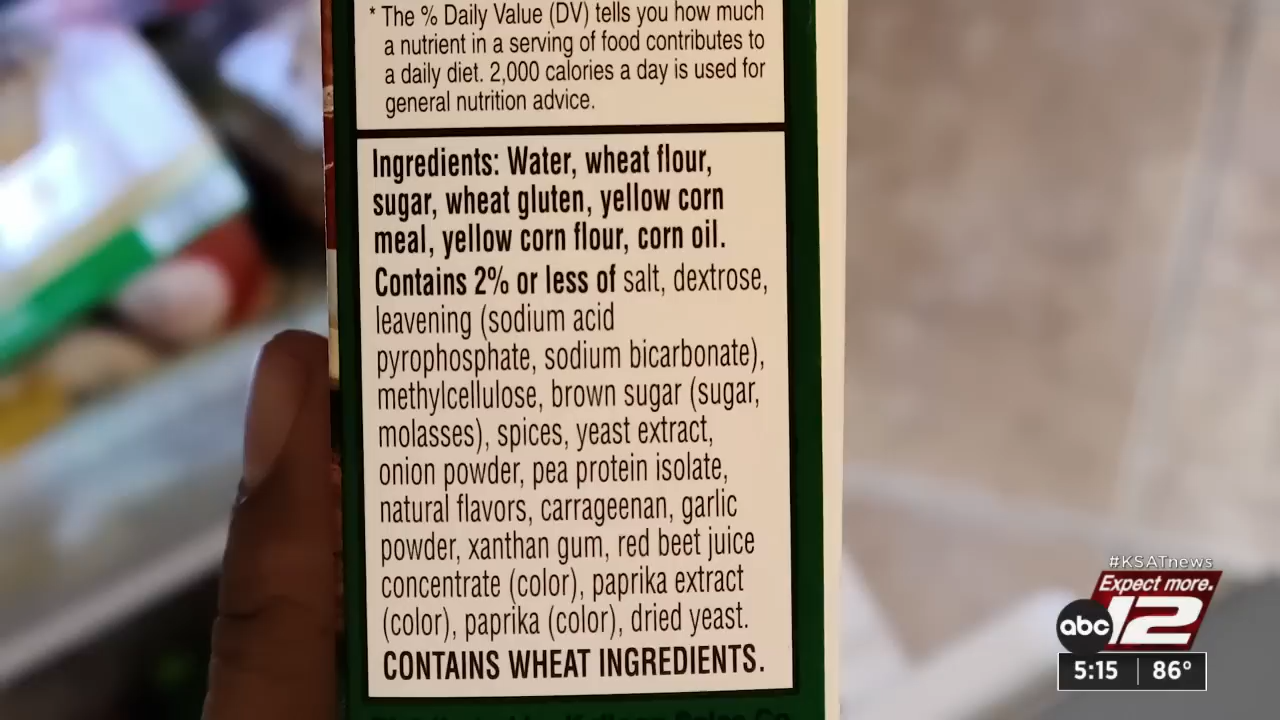 * The % Daily Value (DV) tells you how much
a nutrient in a serving of food contributes to
a daily diet. 2,000 calories a day is used for
general nutrition advice.
Ingredients: Water, wheat flour,
sugar, wheat gluten, yellow corn
meal, yellow corn flour, corn oil.
Contains 2% or less of salt, dextrose,
leavening (sodium acid
pyrophosphate, sodium bicarbonate),
methylcellulose, brown sugar (sugar,
molasses), spices, yeast extract,
onion powder, pea protein isolate,
natural flavors, carrageenan, garlic
powder, xanthan gum, red beet juice
concentrate (color), paprika extract
(color), paprika (color), dried yeast.
CONTAINS WHEAT INGREDIENTS.
#KSATnews
Expect more.
abc 12
5:15 86°